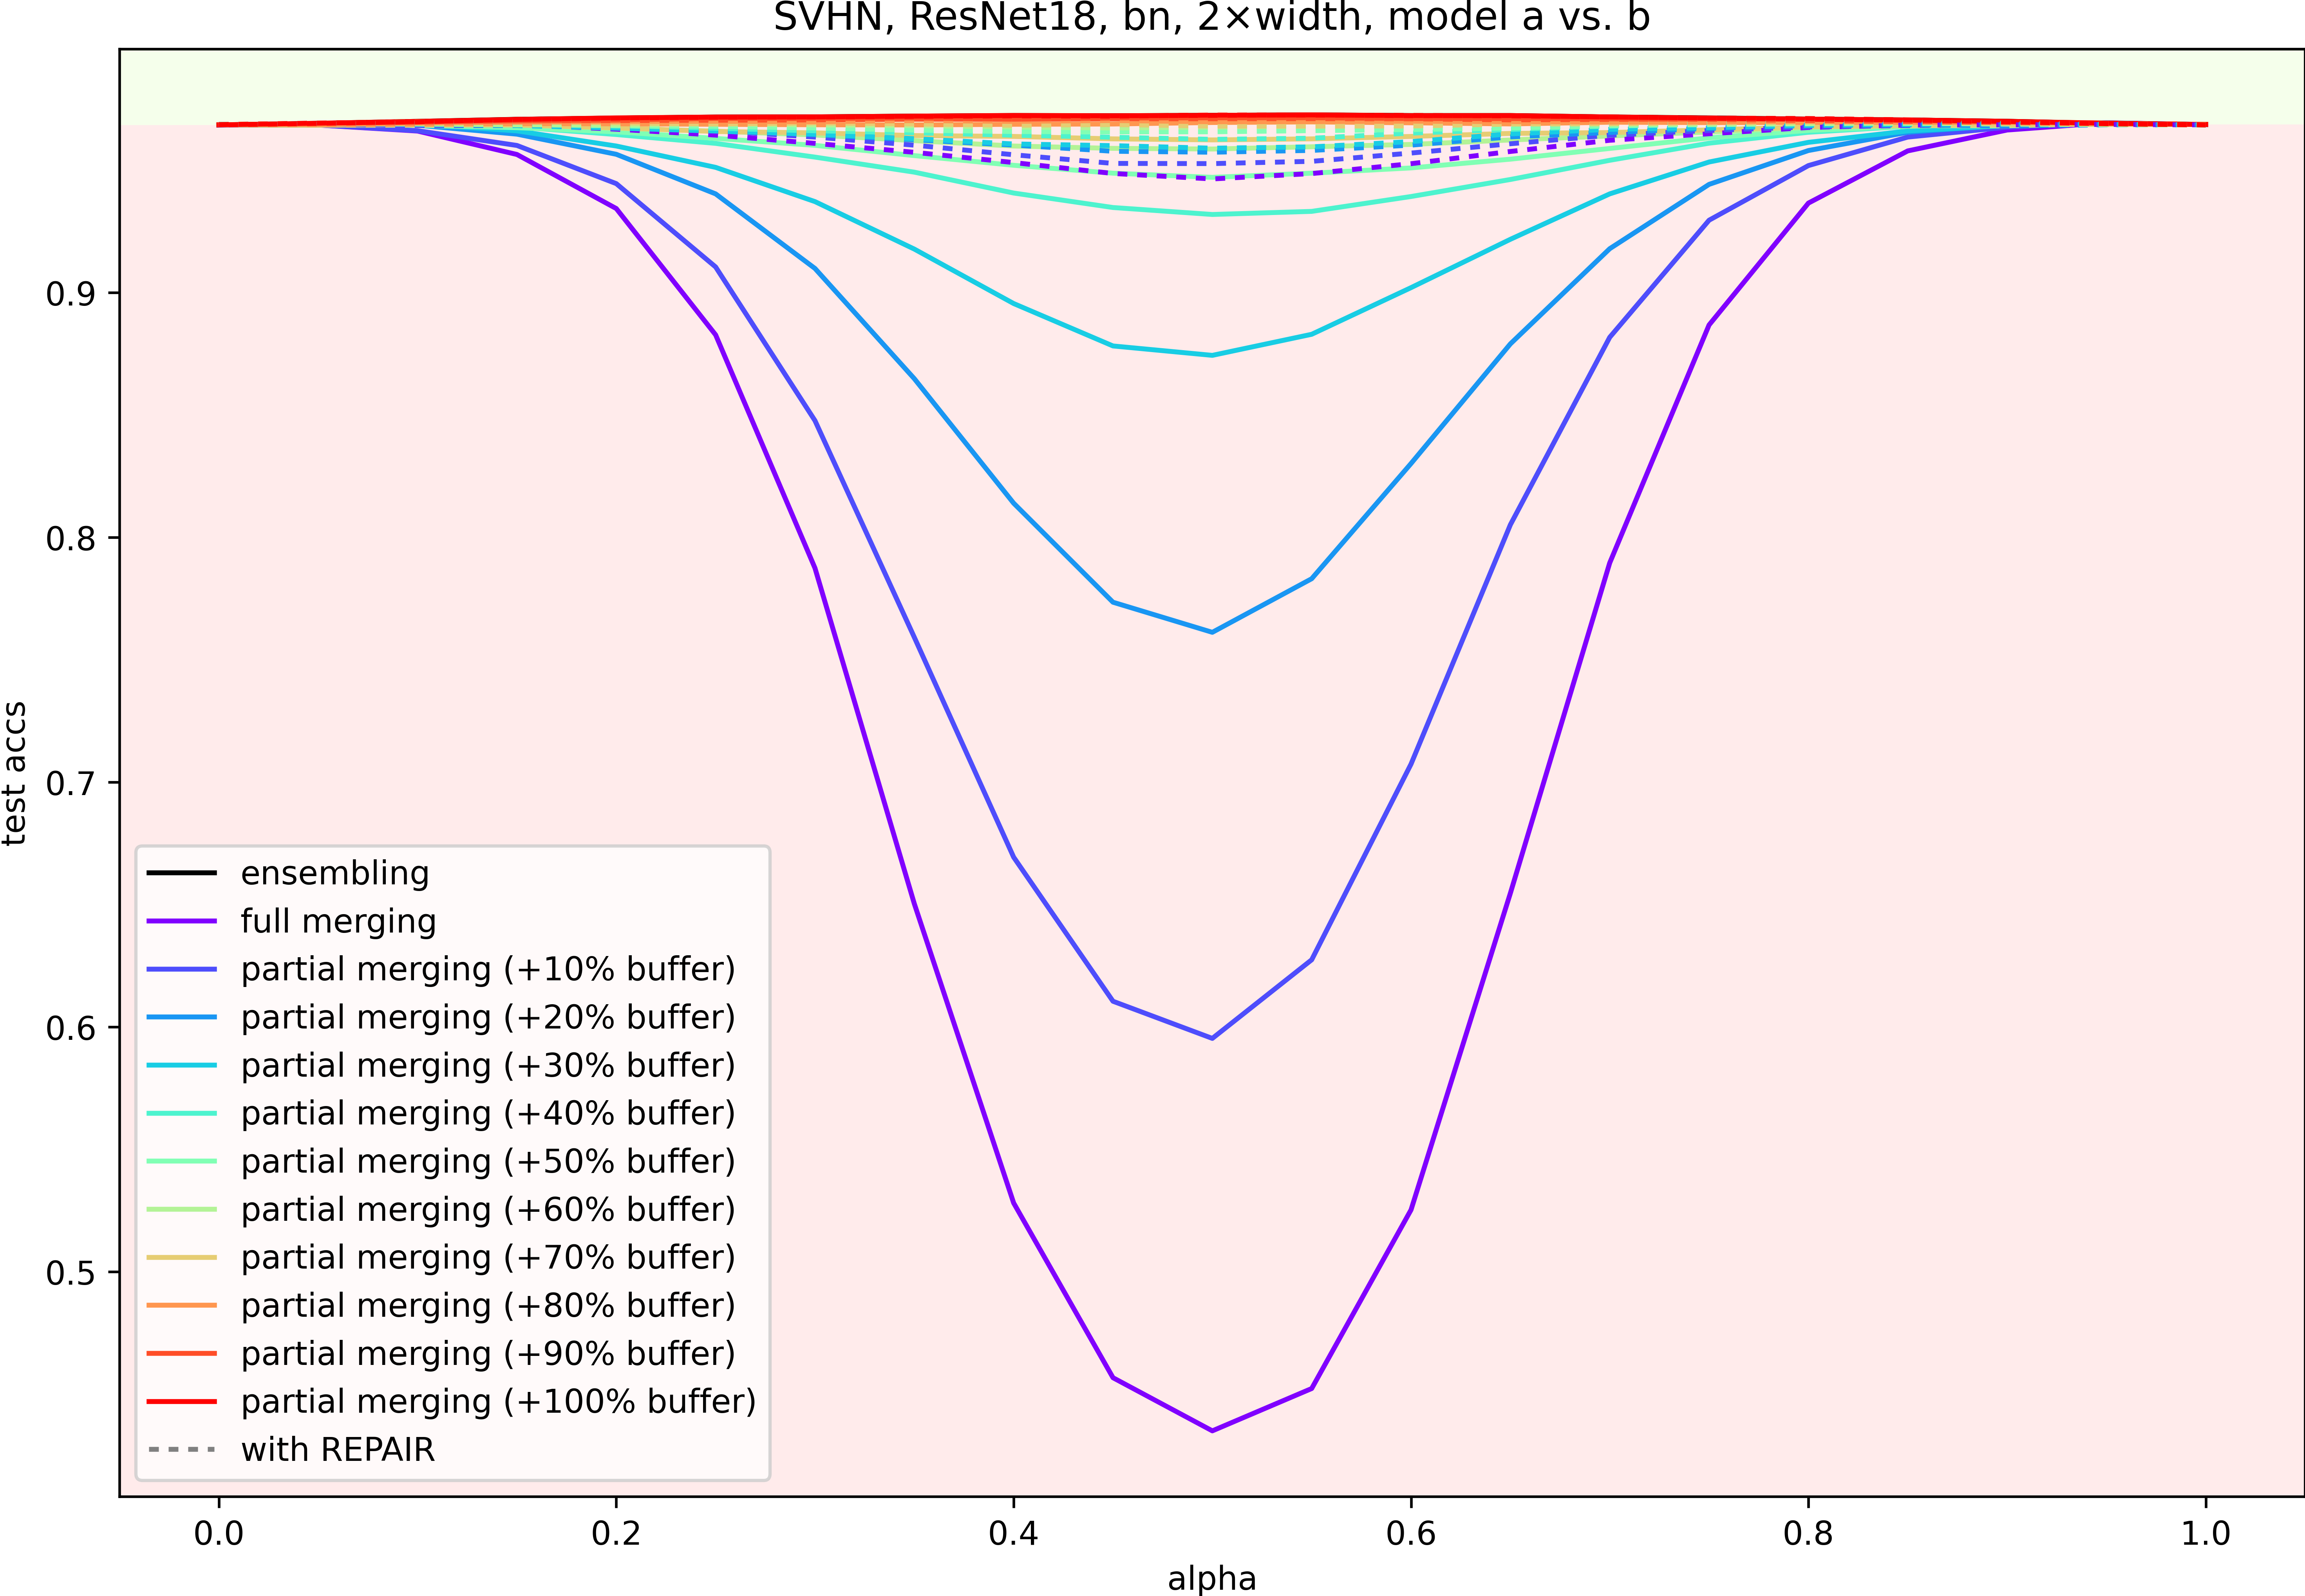 SVHN, ResNet18, bn, 2×width, model a vs. b
test accs
0.9
0.8
0.7
0.6
0.5
ensembling
full merging
partial merging (+10% buffer)
partial merging (+20% buffer)
partial merging (+30% buffer)
partial merging (+40% buffer)
partial merging (+50% buffer)
partial merging (+60% buffer)
partial merging (+70% buffer)
partial merging (+80% buffer)
partial merging (+90% buffer)
partial merging (+100% buffer)
with REPAIR
0.0
0.2
0.4
0.6
0.8
1.0
alpha